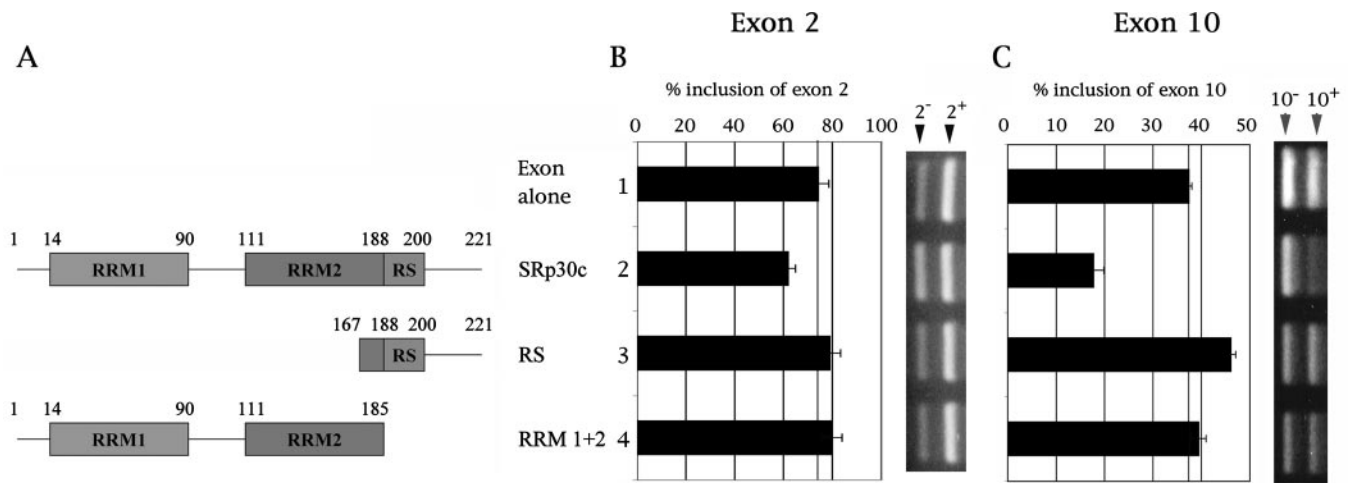 Exon 2
Exon 10
A
B
C
% inclusion of exon 2
% inclusion of exon 10
2- 2+
10- 10+
0 20 40 60 80 100
0 10 20 30 40 50
Exon alone 1
SRp30c 2
RS 3
RRM 1+2 4
1 14 90 111 188 200 221
RRM1 RRM2 RS
167 188 200 221
RS
1 14 90 111 185
RRM1 RRM2